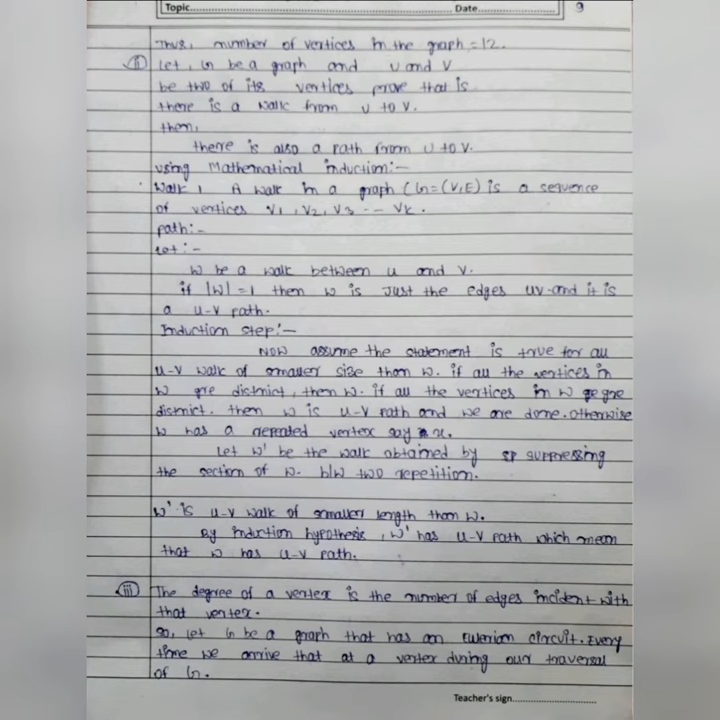 Topic.................................................. Date.................... 9
Thus, number of vertices in the graph = 12.
(ii) Let, G be a graph and u and v
be two of its vertices prove that is
there is a walk from u to v.
then,
there is also a path from u to v.
using Mathematical induction:-
Walk, A walk in a graph (G=(V,E) is a sequence
of vertices v1, v2, v3 -- vk.
path:-
Let:-
W be a walk between u and v.
if |W| = 1 then W is Just the edges uv-and it is
a u-v path.
Induction step:-
Now assume the statement is true for all
u-v walk of smaller size than W. if all the vertices in
W are district, then W. if all the vertices in W are
district. then W is u-v path and we are done. otherwise
W has a repeated vertex say x.
Let W' be the walk obtained by sp suppressing
the section of W. b/w two repetition.
W' is u-v walk of smaller length than W.
By induction hypothesis, W' has u-v path which mean
that W has u-v path.
(iii) The degree of a vertex is the number of edges incident with
that vertex.
so, let G be a graph that has an Eulerian circuit. Every
time we arrive that at a vertex during our traversal
of G.
Teacher's sign..........................